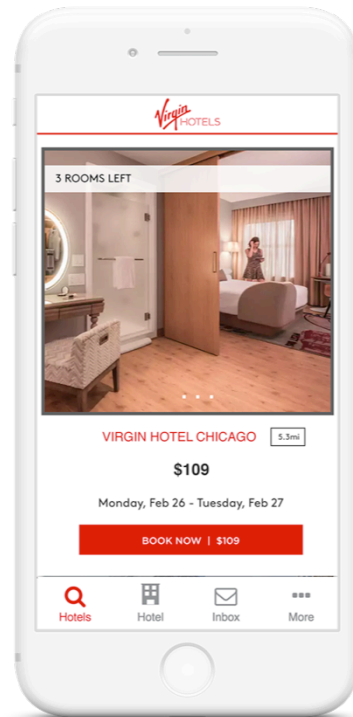 Virgin HOTELS
3 ROOMS LEFT
VIRGIN HOTEL CHICAGO 5.3mi
$109
Monday, Feb 26 - Tuesday, Feb 27
BOOK NOW | $109
Hotels Hotel Inbox More